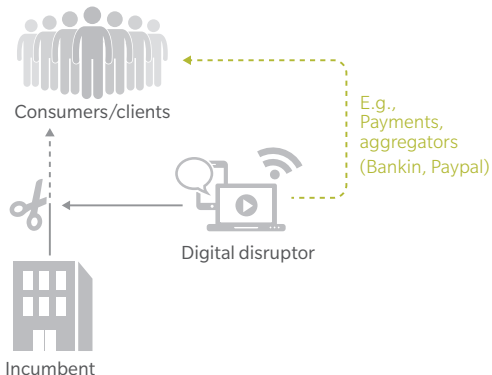 Consumers/clients
E.g.,
Payments,
aggregators
(Bankin, Paypal)
Digital disruptor
Incumbent